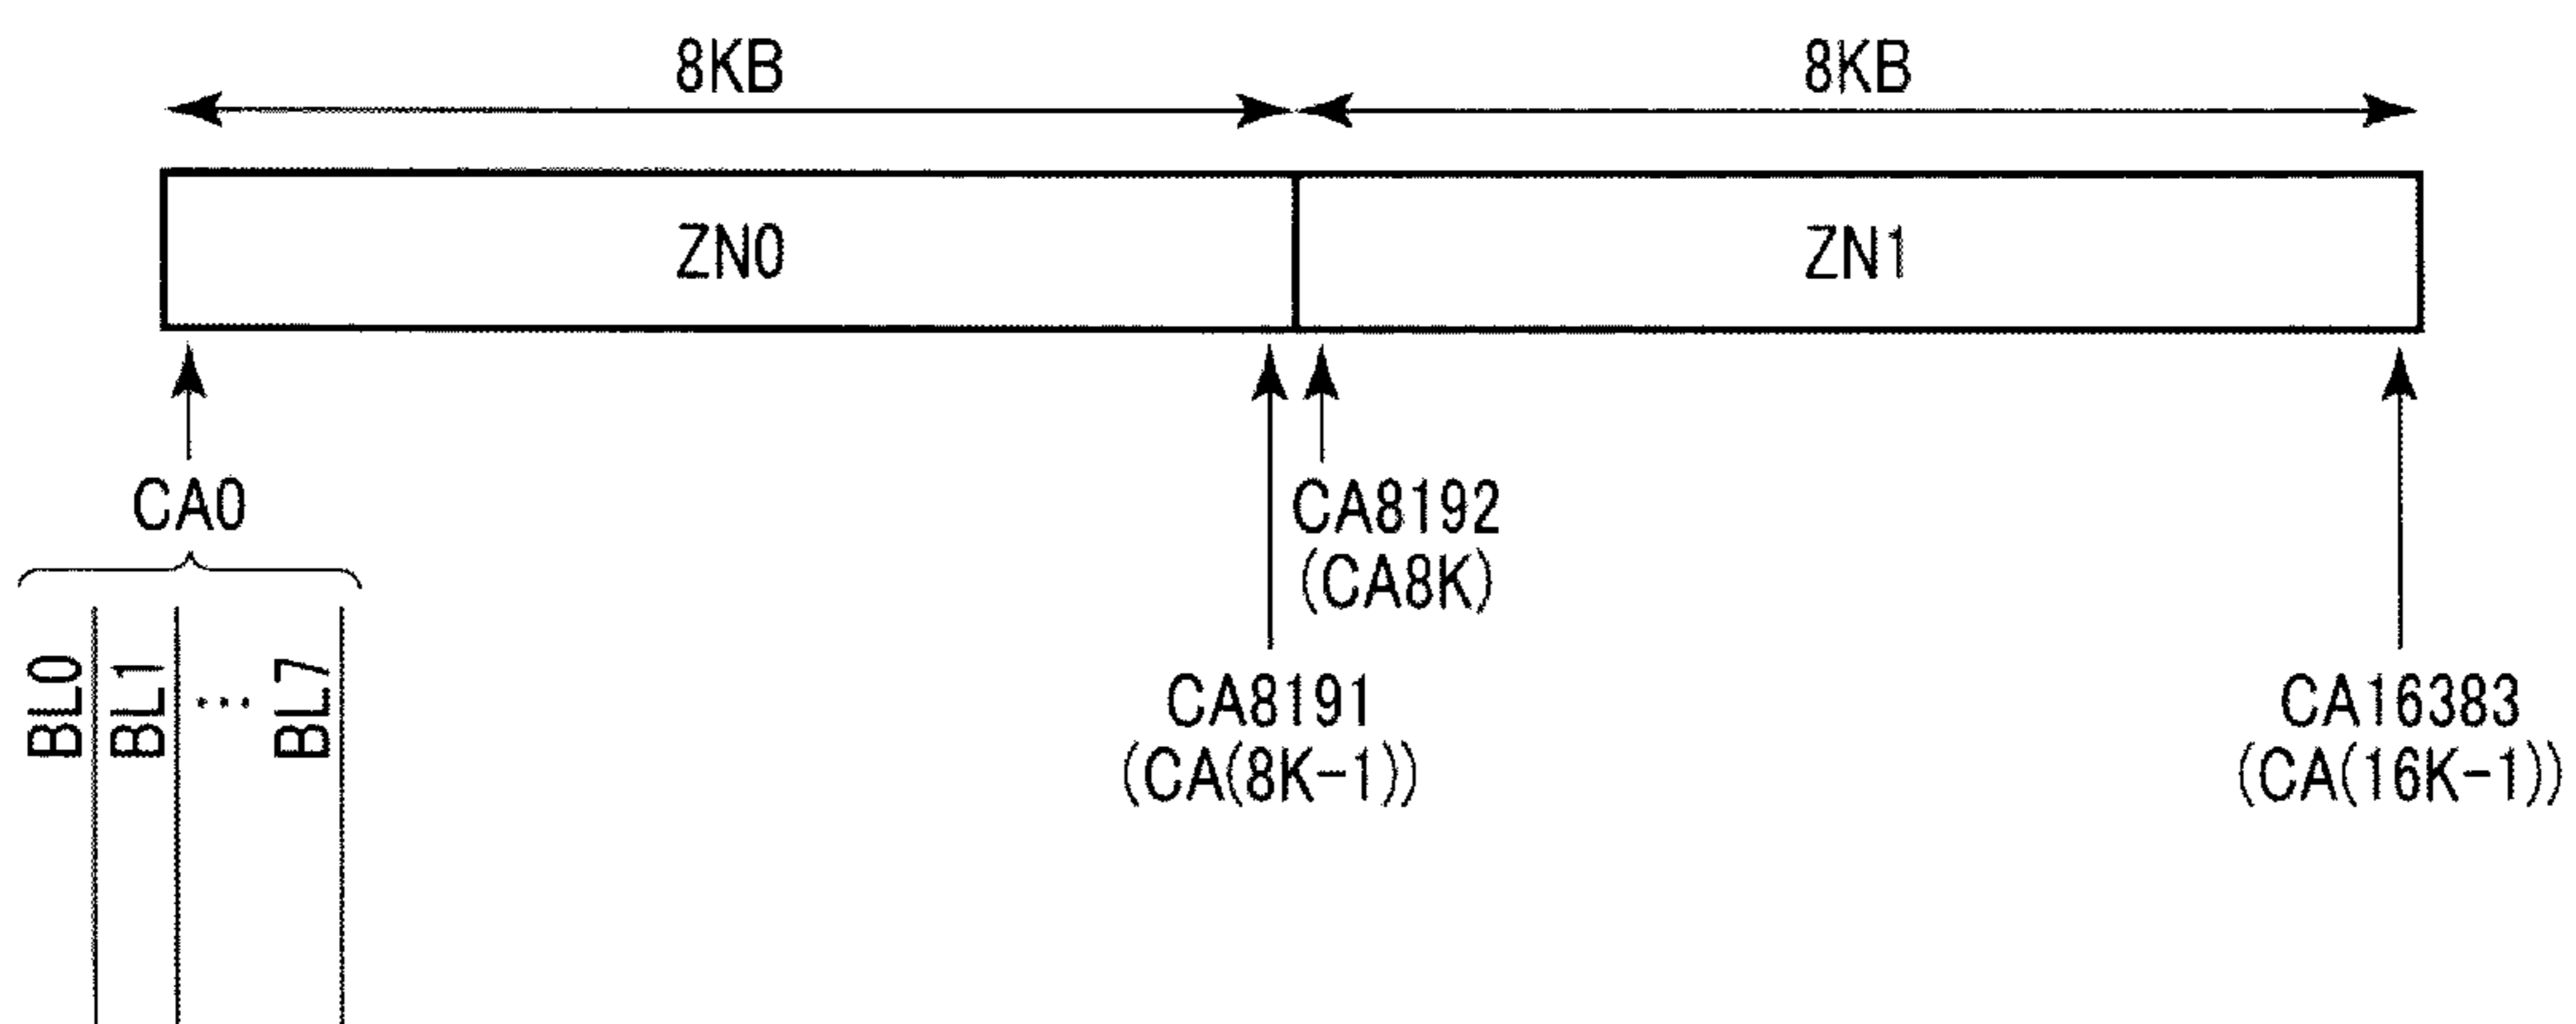 8KB 8KB
ZN0 ZN1
CA0
CA8192
(CA8K)
BL0 BL1 ... BL7
CA8191
(CA(8K-1))
CA16383
(CA(16K-1))